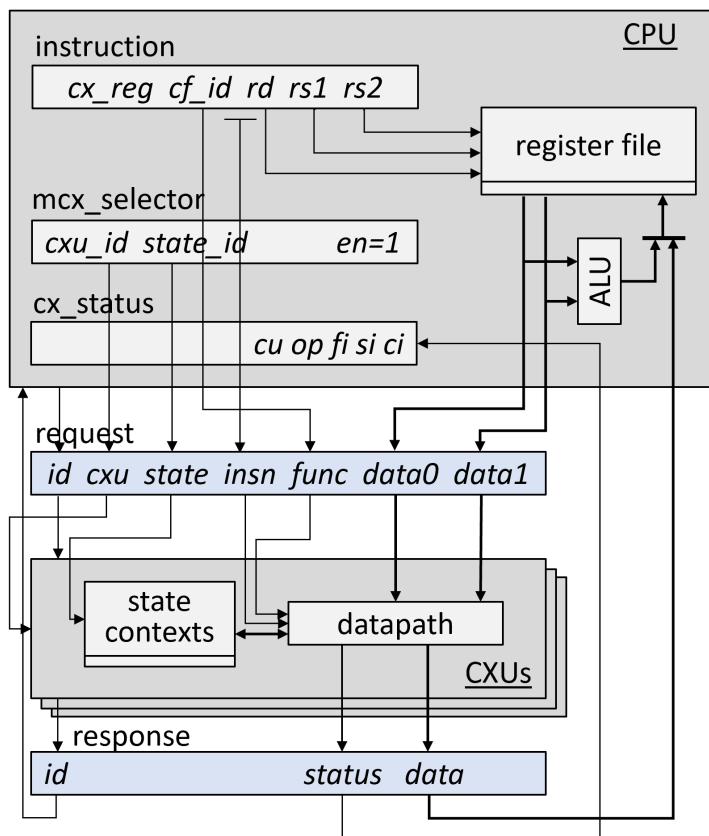 CPU
instruction
cx_reg cf_id rd rs1 rs2
register file
mcx_selector
cxu_id state_id en=1
ALU
cx_status
cu op fi si ci
request
id cxu state insn func data0 data1
state
contexts
datapath
CXUs
response
id status data